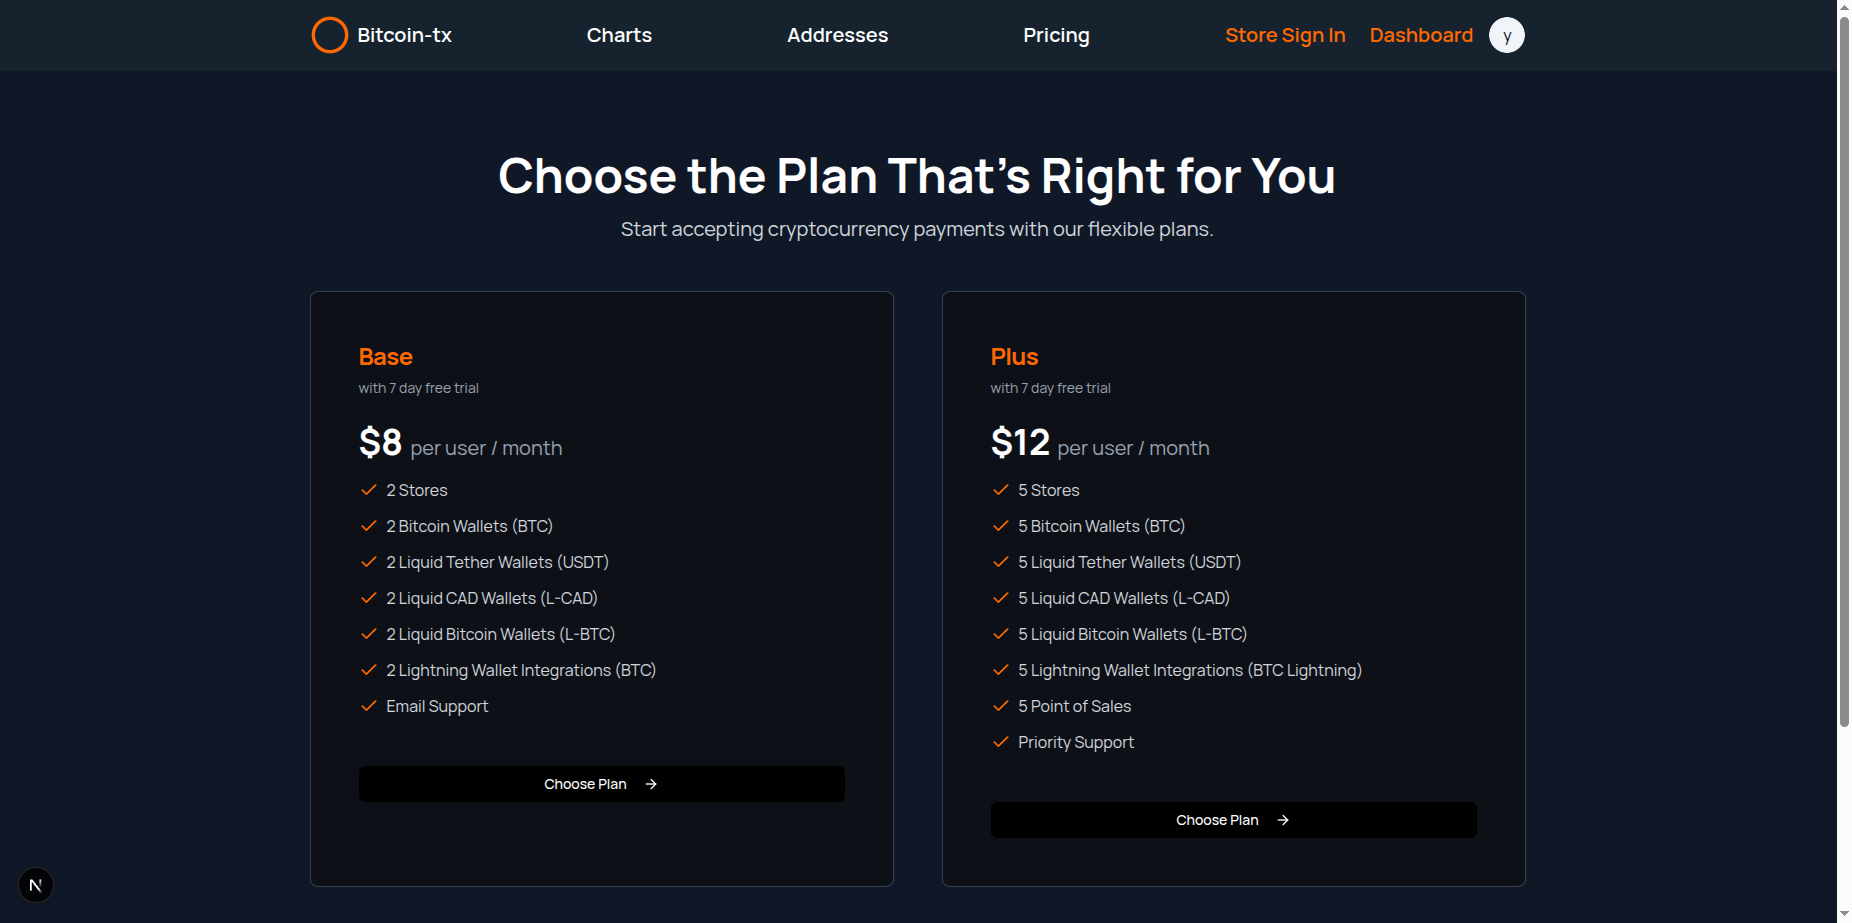 Bitcoin-tx
Charts
Addresses
Pricing
Store Sign In
Dashboard
y
Choose the Plan That's Right for You
Start accepting cryptocurrency payments with our flexible plans.
Base
with 7 day free trial
$8 per user / month
2 Stores
2 Bitcoin Wallets (BTC)
2 Liquid Tether Wallets (USDT)
2 Liquid CAD Wallets (L-CAD)
2 Liquid Bitcoin Wallets (L-BTC)
2 Lightning Wallet Integrations (BTC)
Email Support
Choose Plan
Plus
with 7 day free trial
$12 per user / month
5 Stores
5 Bitcoin Wallets (BTC)
5 Liquid Tether Wallets (USDT)
5 Liquid CAD Wallets (L-CAD)
5 Liquid Bitcoin Wallets (L-BTC)
5 Lightning Wallet Integrations (BTC Lightning)
5 Point of Sales
Priority Support
Choose Plan
N